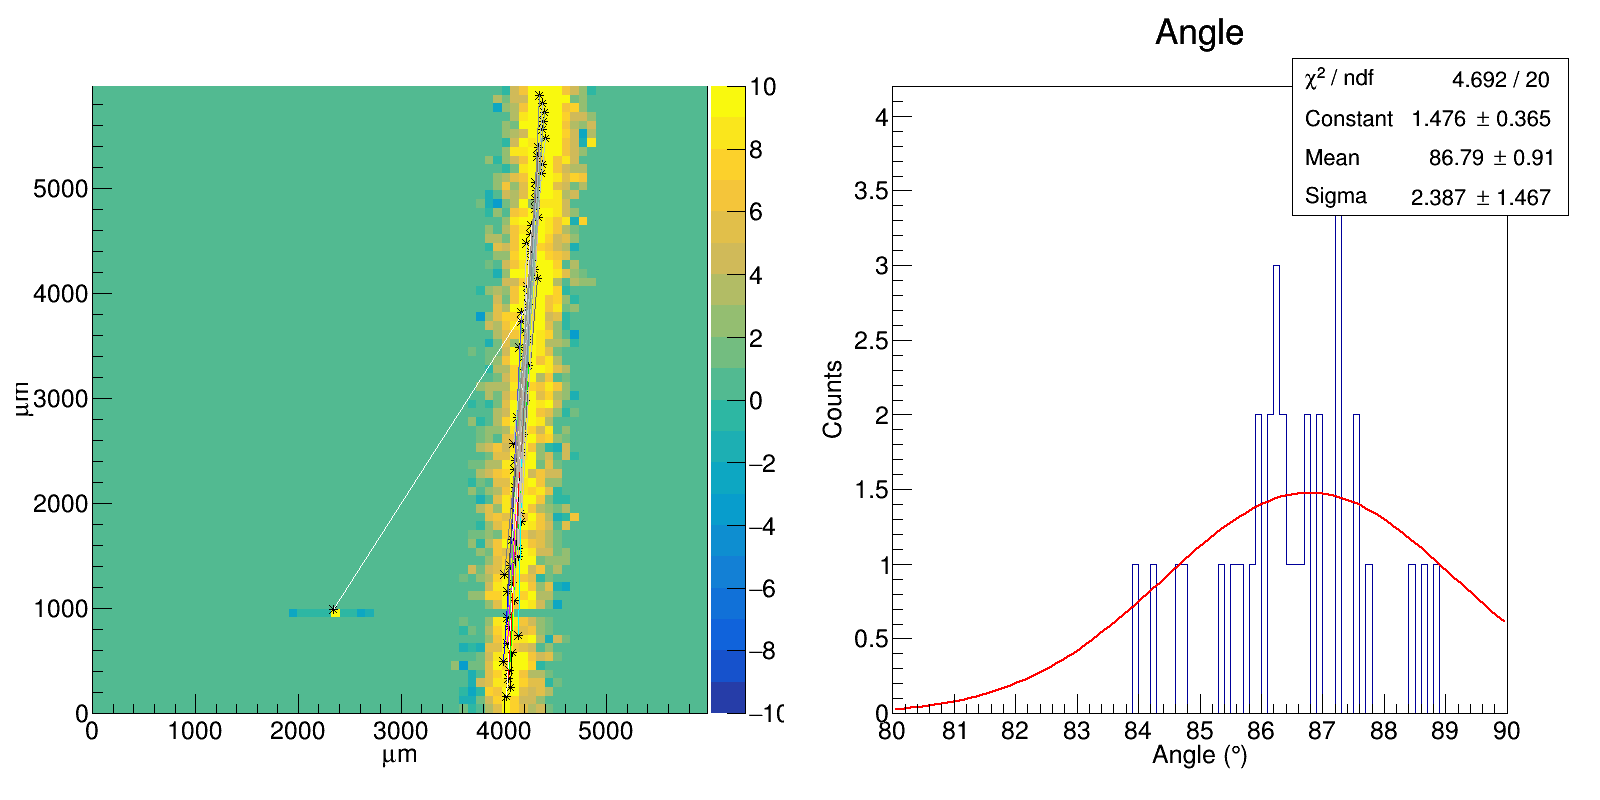 Angle
χ² / ndf 4.692 / 20
Constant 1.476 ± 0.365
Mean 86.79 ± 0.91
Sigma 2.387 ± 1.467
μm
5000
4000
3000
2000
1000
0
0 1000 2000 3000 4000 5000
μm
10
8
6
4
2
0
−2
−4
−6
−8
−10
Counts
4
3.5
3
2.5
2
1.5
1
0.5
0
80 81 82 83 84 85 86 87 88 89 90
Angle (°)